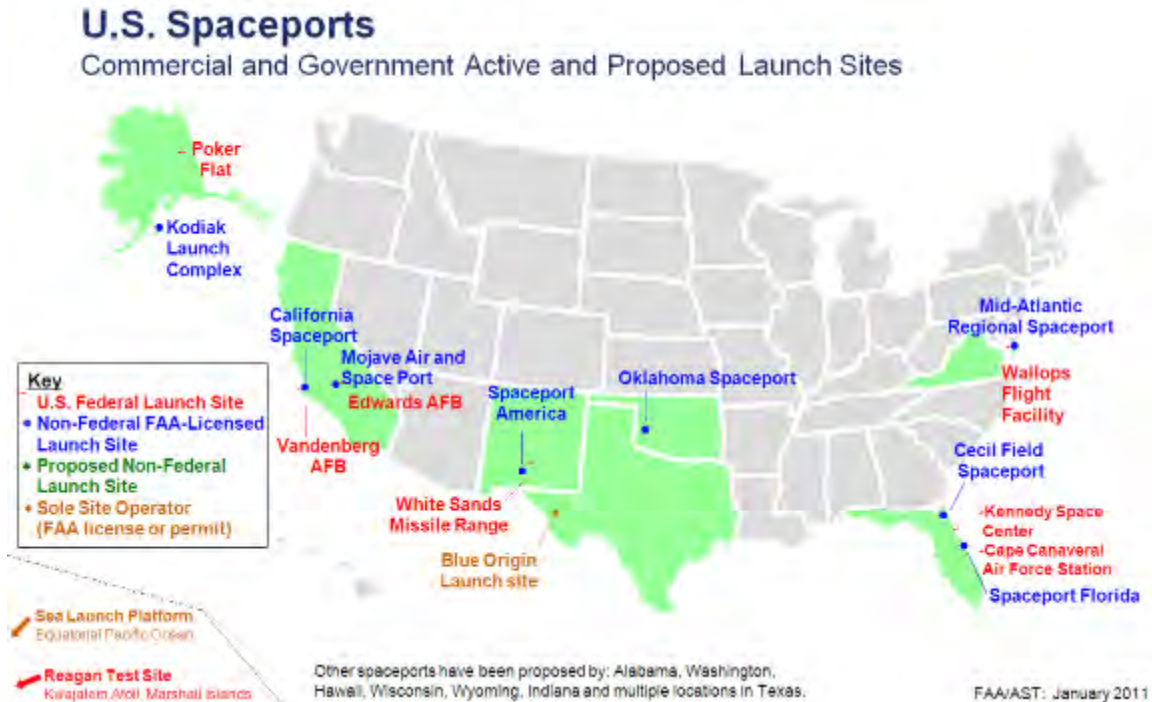 U.S. Spaceports
Commercial and Government Active and Proposed Launch Sites
Poker
Flat
Kodiak
Launch
Complex
California
Spaceport
Mojave Air and
Space Port
Edwards AFB
Vandenberg
AFB
Spaceport
America
White Sands
Missile Range
Blue Origin
Launch site
Oklahoma Spaceport
Mid-Atlantic
Regional Spaceport
Wallops
Flight
Facility
Cecil Field
Spaceport
-Kennedy Space
Center
-Cape Canaveral
Air Force Station
Spaceport Florida
Key
U.S. Federal Launch Site
Non-Federal FAA-Licensed
Launch Site
Proposed Non-Federal
Launch Site
Sole Site Operator
(FAA license or permit)
Sea Launch Platform
Equatorial Pacific Ocean
Reagan Test Site
Kwajalein Atoll, Marshall Islands
Other spaceports have been proposed by: Alabama, Washington,
Hawaii, Wisconsin, Wyoming, Indiana and multiple locations in Texas.
FAA/AST: January 2011